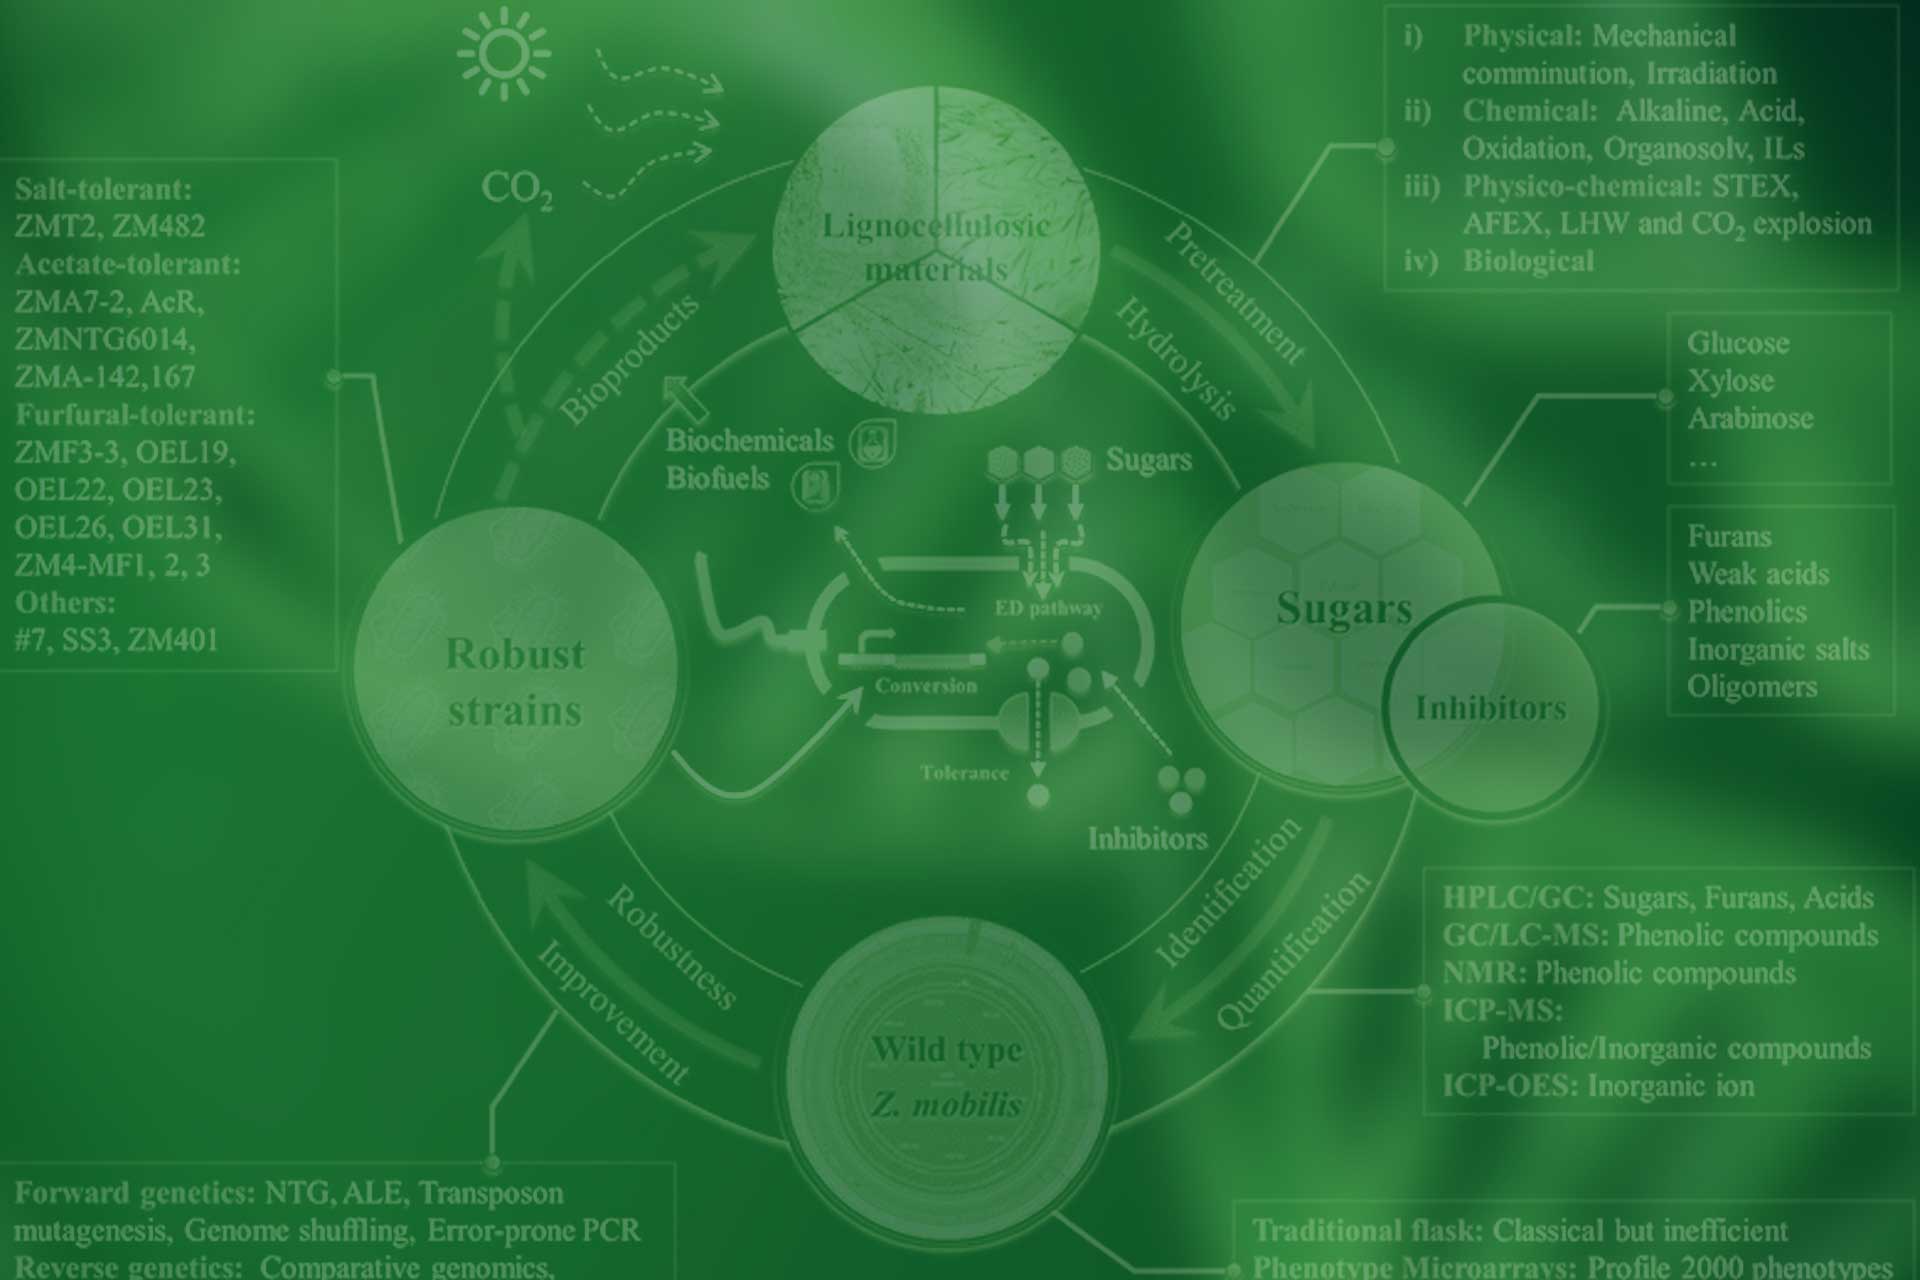 CO2
Salt-tolerant:
ZMT2, ZM482
Acetate-tolerant:
ZMA7-2, AcR,
ZMNTG6014,
ZMA-142,167
Furfural-tolerant:
ZMF3-3, OEL19,
OEL22, OEL23,
OEL26, OEL31,
ZM4-MF1, 2, 3
Others:
#7, SS3, ZM401
Lignocellulosic
materials
Bioproducts
Pretreatment
Hydrolysis
i) Physical: Mechanical
comminution, Irradiation
ii) Chemical: Alkaline, Acid,
Oxidation, Organosolv, ILs
iii) Physico-chemical: STEX,
AFEX, LHW and CO2 explosion
iv) Biological
Glucose
Xylose
Arabinose
...
Furans
Weak acids
Phenolics
Inorganic salts
Oligomers
Biochemicals
Biofuels
Sugars
ED pathway
Conversion
Tolerance
Inhibitors
Robust
strains
Sugars
Inhibitors
Identification
Quantification
HPLC/GC: Sugars, Furans, Acids
GC/LC-MS: Phenolic compounds
NMR: Phenolic compounds
ICP-MS:
Phenolic/Inorganic compounds
ICP-OES: Inorganic ion
Robustness
Improvement
Wild type
Z. mobilis
Forward genetics: NTG, ALE, Transposon
mutagenesis, Genome shuffling, Error-prone PCR
Reverse genetics: Comparative genomics,
Traditional flask: Classical but inefficient
Phenotype Microarrays: Profile 2000 phenotypes